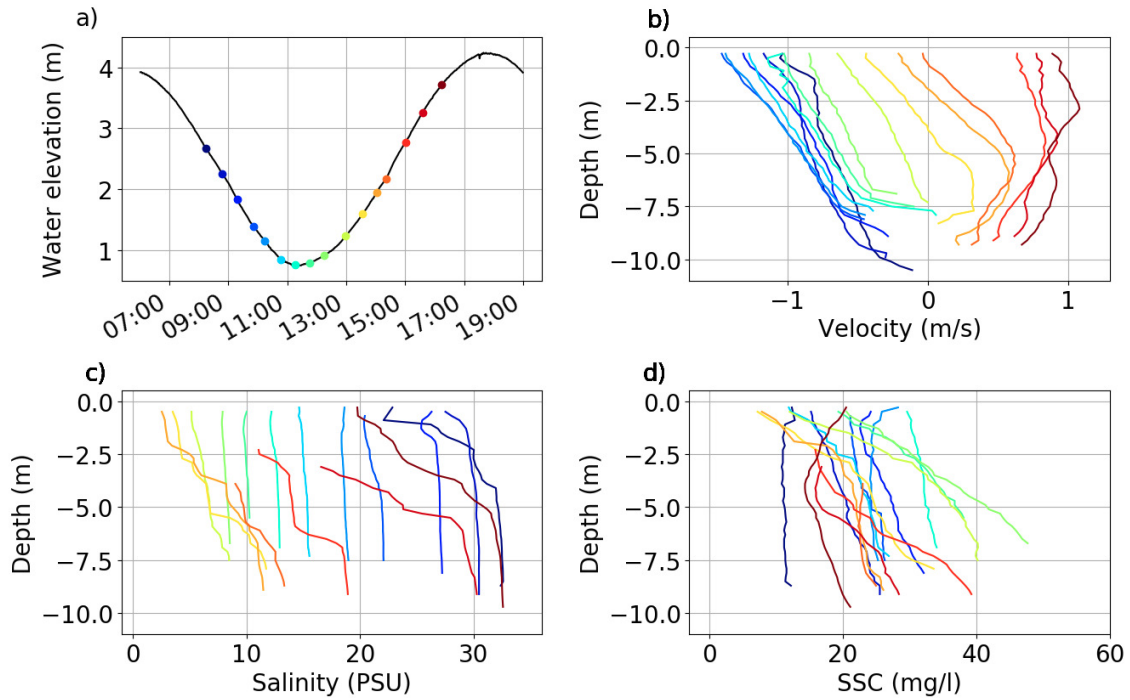 a)
Water elevation (m)
4
3
2
1
07:00 09:00 11:00 13:00 15:00 17:00 19:00
b)
Depth (m)
0.0
−2.5
−5.0
−7.5
−10.0
−1 0 1
Velocity (m/s)
c)
Depth (m)
0.0
−2.5
−5.0
−7.5
−10.0
0 10 20 30
Salinity (PSU)
d)
Depth (m)
0.0
−2.5
−5.0
−7.5
−10.0
0 20 40 60
SSC (mg/l)